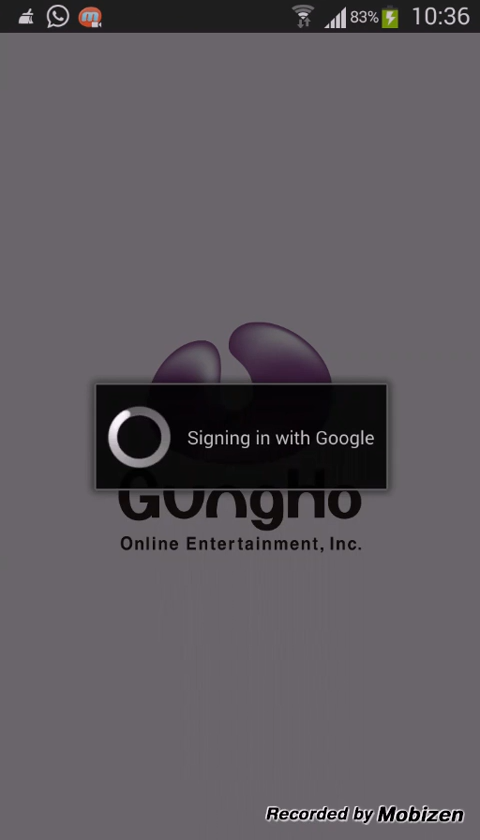 83% 10:36
Signing in with Google
GungHo
Online Entertainment, Inc.
Recorded by Mobizen